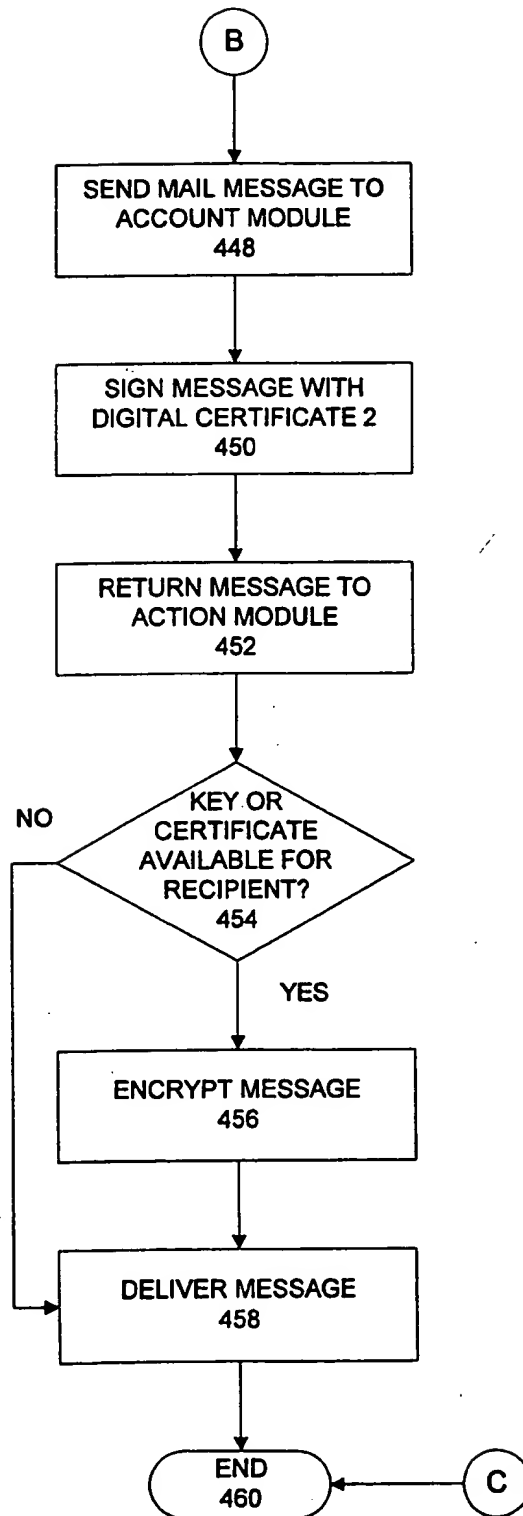 B
SEND MAIL MESSAGE TO
ACCOUNT MODULE
448
SIGN MESSAGE WITH
DIGITAL CERTIFICATE 2
450
RETURN MESSAGE TO
ACTION MODULE
452
NO
KEY OR
CERTIFICATE
AVAILABLE FOR
RECIPIENT?
454
YES
ENCRYPT MESSAGE
456
DELIVER MESSAGE
458
END
460
C